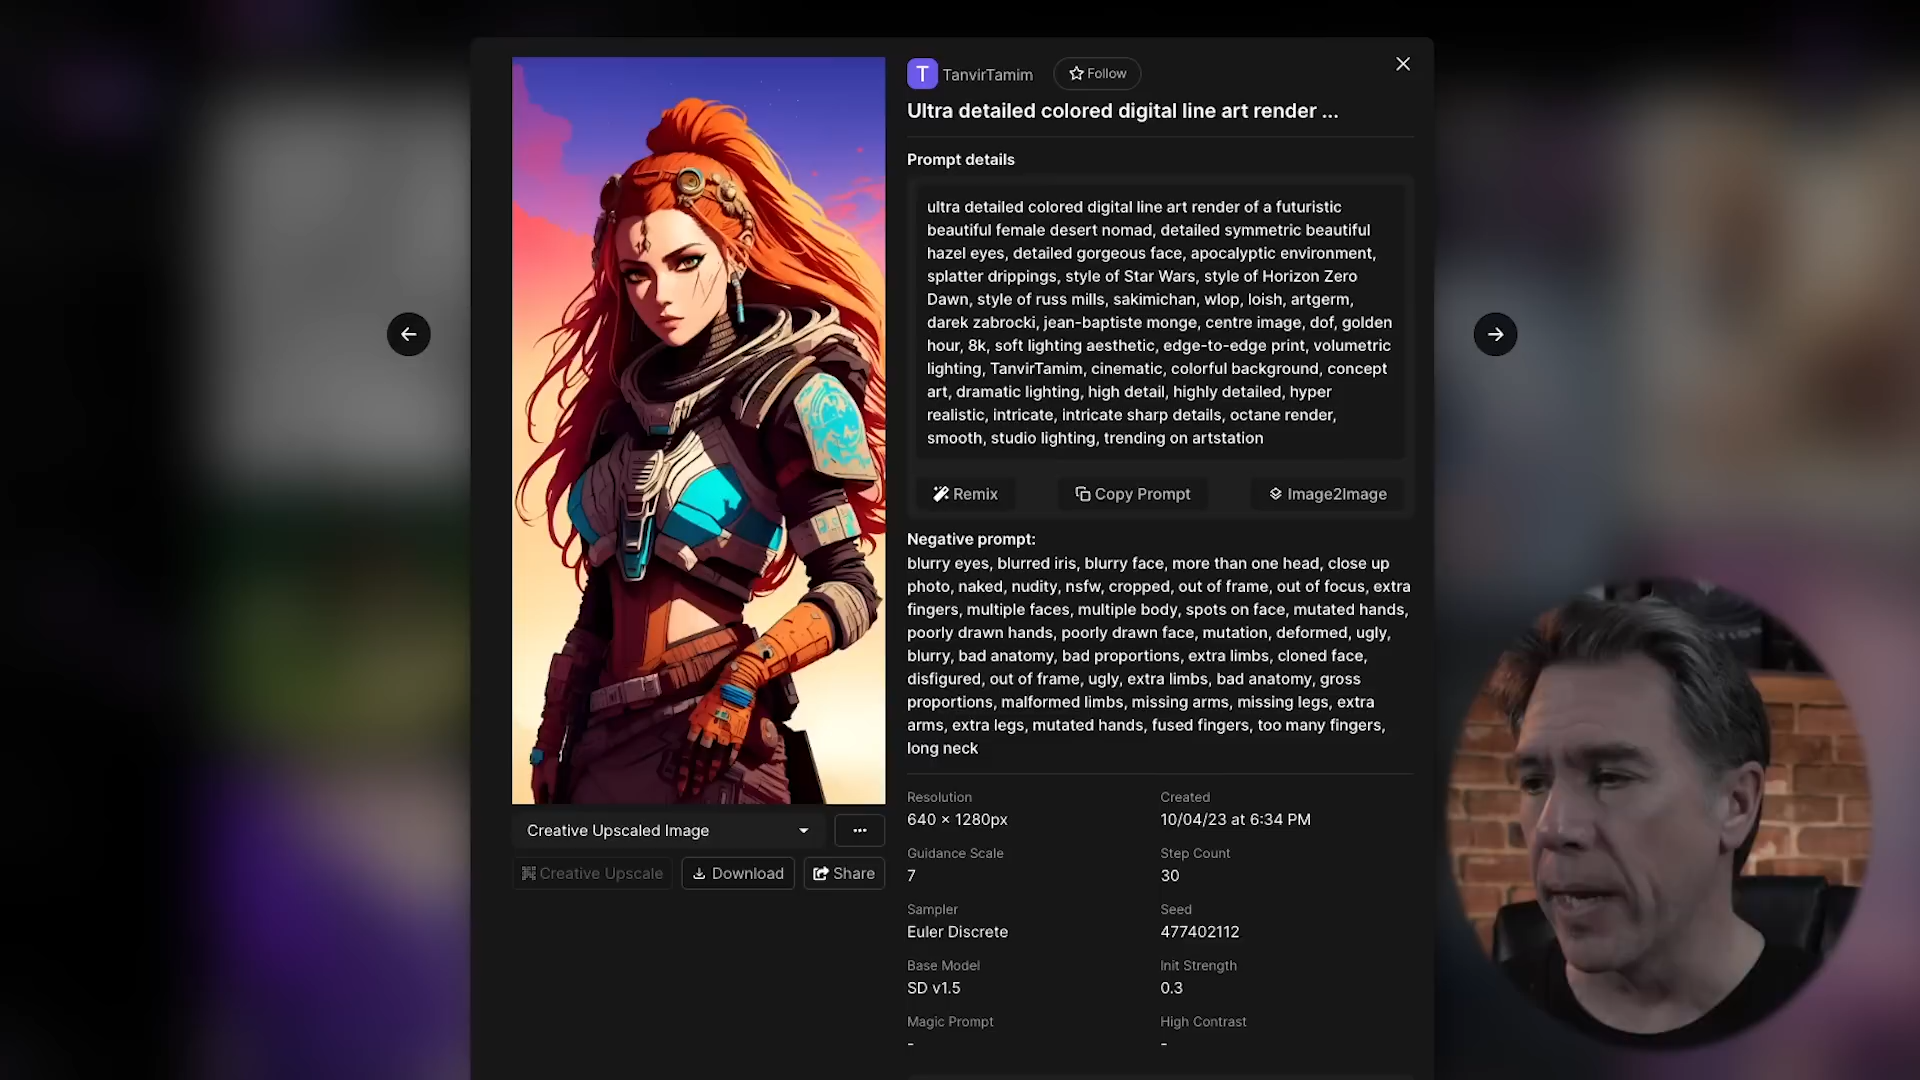 T TanvirTamim Follow
Ultra detailed colored digital line art render ...
Prompt details
ultra detailed colored digital line art render of a futuristic
beautiful female desert nomad, detailed symmetric beautiful
hazel eyes, detailed gorgeous face, apocalyptic environment,
splatter drippings, style of Star Wars, style of Horizon Zero
Dawn, style of russ mills, sakimichan, wlop, loish, artgerm,
darek zabrocki, jean-baptiste monge, centre image, dof, golden
hour, 8k, soft lighting aesthetic, edge-to-edge print, volumetric
lighting, TanvirTamim, cinematic, colorful background, concept
art, dramatic lighting, high detail, highly detailed, hyper
realistic, intricate, intricate sharp details, octane render,
smooth, studio lighting, trending on artstation
Remix Copy Prompt Image2Image
Negative prompt:
blurry eyes, blurred iris, blurry face, more than one head, close up
photo, naked, nudity, nsfw, cropped, out of frame, out of focus, extra
fingers, multiple faces, multiple body, spots on face, mutated hands,
poorly drawn hands, poorly drawn face, mutation, deformed, ugly,
blurry, bad anatomy, bad proportions, extra limbs, cloned face,
disfigured, out of frame, ugly, extra limbs, bad anatomy, gross
proportions, malformed limbs, missing arms, missing legs, extra
arms, extra legs, mutated hands, fused fingers, too many fingers,
long neck
Resolution Created
640 × 1280px 10/04/23 at 6:34 PM
Guidance Scale Step Count
7 30
Sampler Seed
Euler Discrete 477402112
Base Model Init Strength
SD v1.5 0.3
Magic Prompt High Contrast
- -
Creative Upscaled Image ...
Creative Upscale Download Share